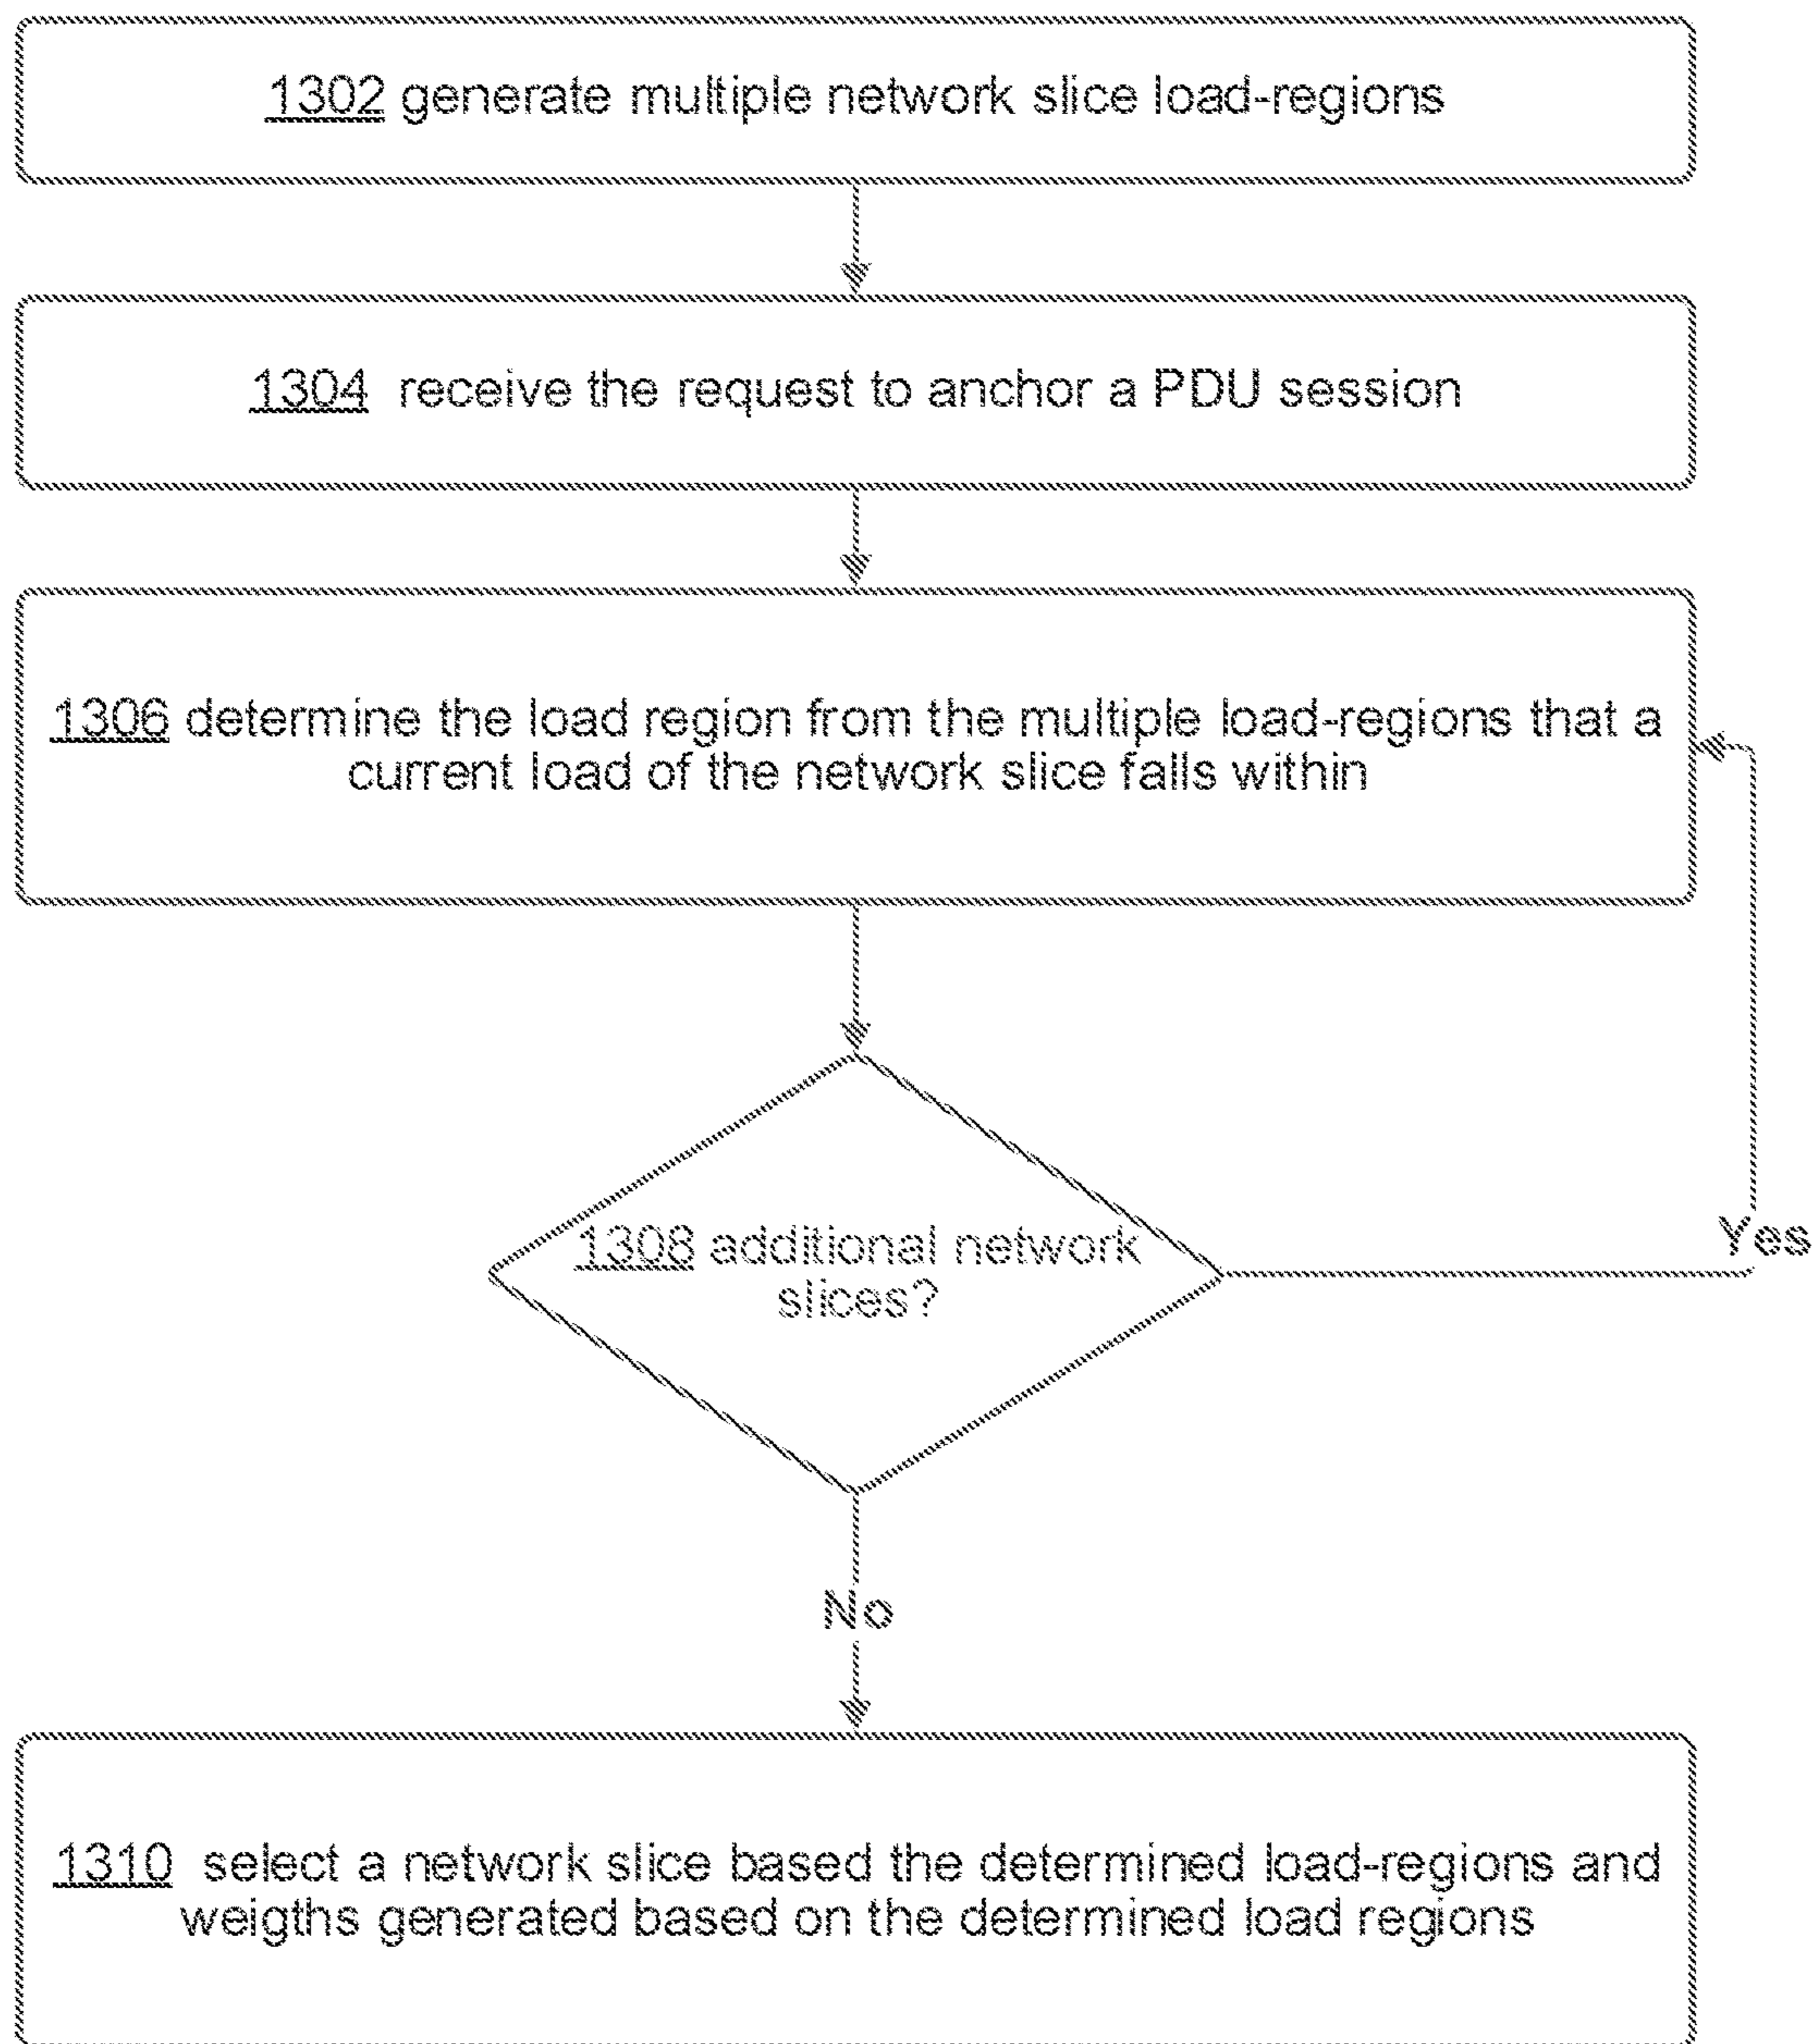 1302 generate multiple network slice load-regions
1304 receive the request to anchor a PDU session
1306 determine the load region from the multiple load-regions that a
current load of the network slice falls within
1308 additional network
slices?
Yes
No
1310 select a network slice based the determined load-regions and
weigths generated based on the determined load regions